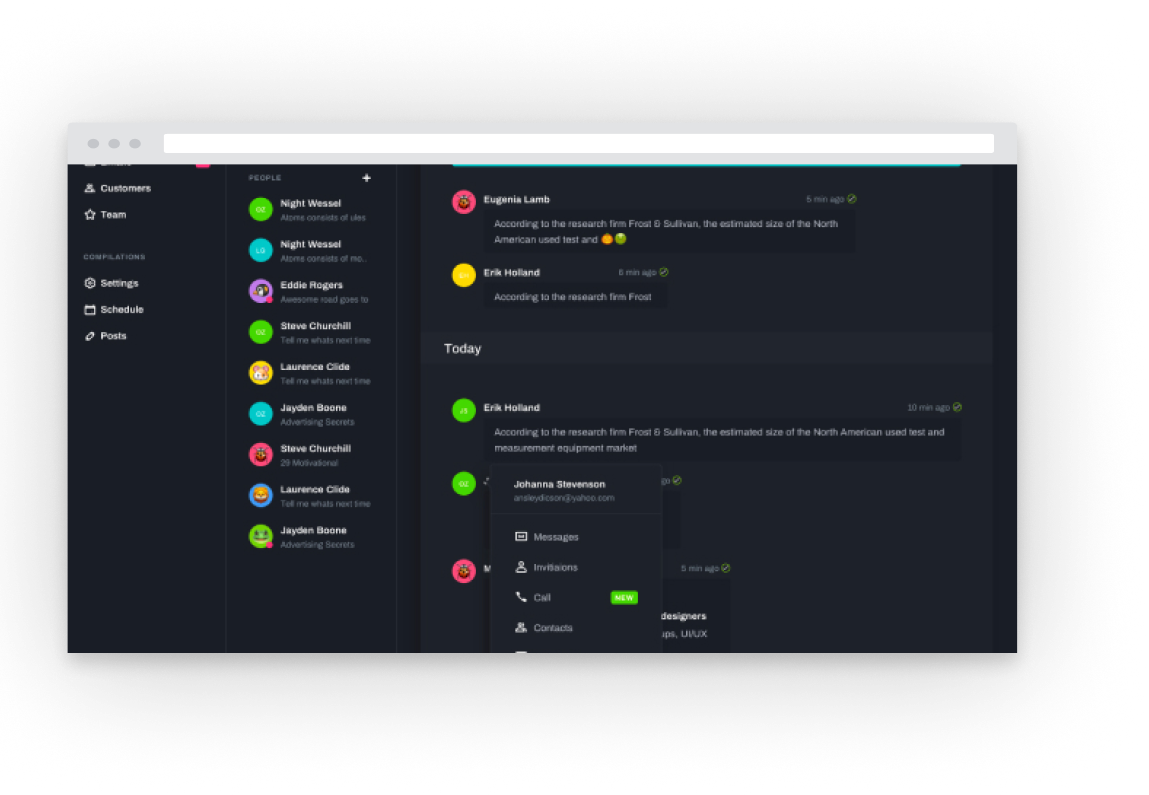 Customers
Team
COMPILATIONS
Settings
Schedule
Posts
PEOPLE
+
OZ
Night Wessel
Atoms consists of ules
LG
Night Wessel
Atoms consists of mo..
Eddie Rogers
Awesome road goes to
OZ
Steve Churchill
Tell me whats next time
Laurence Clide
Tell me whats next time
OZ
Jayden Boone
Advertising Secrets
Steve Churchill
29 Motivational
Laurence Clide
Tell me whats next time
Jayden Boone
Advertising Secrets
Eugenia Lamb
5 min ago
According to the research firm Frost & Sullivan, the estimated size of the North
American used test and 🎃🍏
EH
Erik Holland
6 min ago
According to the research firm Frost
Today
JS
Erik Holland
10 min ago
According to the research firm Frost & Sullivan, the estimated size of the North American used test and
measurement equipment market
OZ
go
Johanna Stevenson
ansleydicson@yahoo.com
Messages
Invitiaions
Call
NEW
Contacts
M
5 min ago
designers
ups, UI/UX